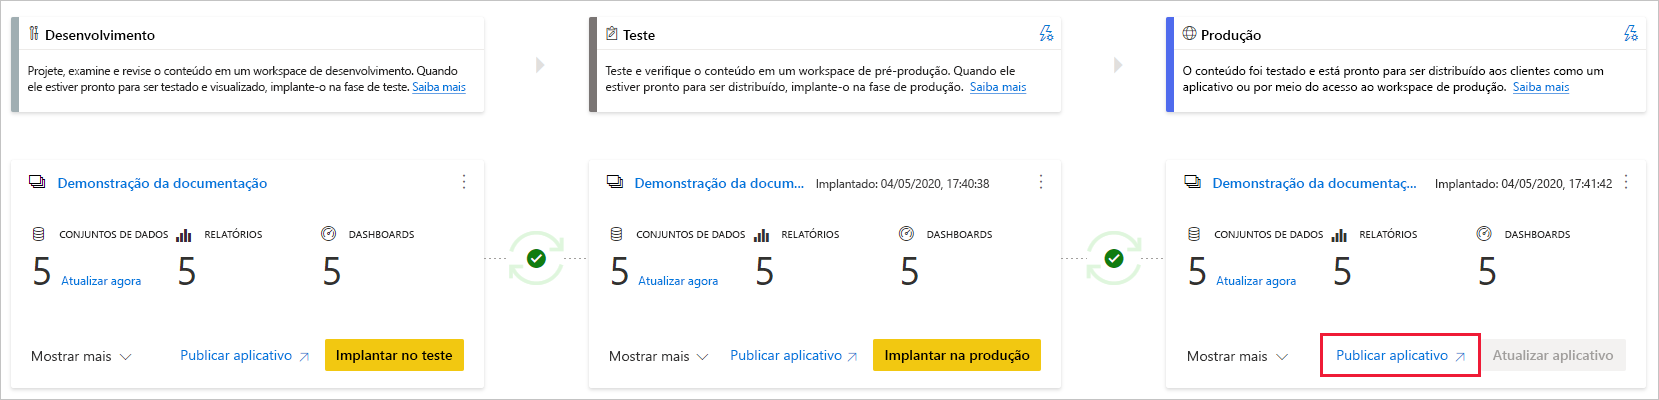 Desenvolvimento
Projete, examine e revise o conteúdo em um workspace de desenvolvimento. Quando
ele estiver pronto para ser testado e visualizado, implante-o na fase de teste. Saiba mais
Teste
Teste e verifique o conteúdo em um workspace de pré-produção. Quando ele
estiver pronto para ser distribuído, implante-o na fase de produção. Saiba mais
Produção
O conteúdo foi testado e está pronto para ser distribuído aos clientes como um
aplicativo ou por meio do acesso ao workspace de produção. Saiba mais
Demonstração da documentação
CONJUNTOS DE DADOS RELATÓRIOS DASHBOARDS
5 Atualizar agora 5 5
Mostrar mais Publicar aplicativo Implantar no teste
Demonstração da docum... Implantado: 04/05/2020, 17:40:38
CONJUNTOS DE DADOS RELATÓRIOS DASHBOARDS
5 Atualizar agora 5 5
Mostrar mais Publicar aplicativo Implantar na produção
Demonstração da documentaç... Implantado: 04/05/2020, 17:41:42
CONJUNTOS DE DADOS RELATÓRIOS DASHBOARDS
5 Atualizar agora 5 5
Mostrar mais Publicar aplicativo Atualizar aplicativo